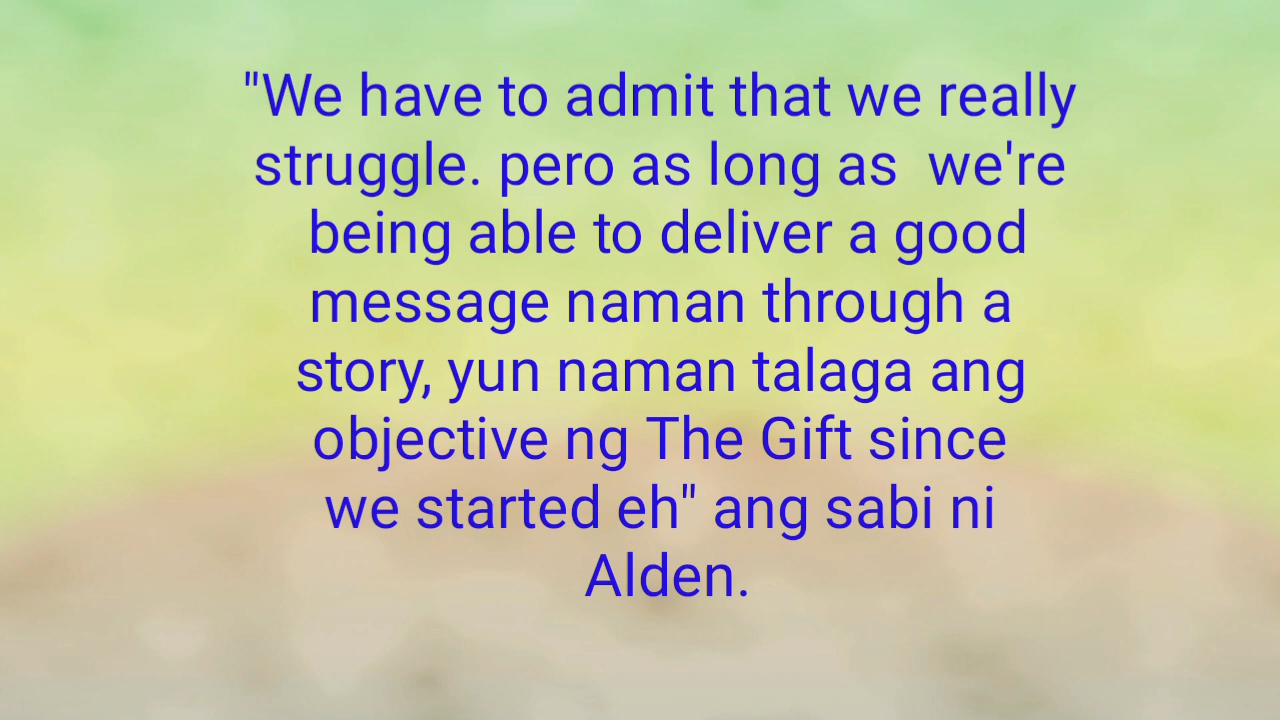 "We have to admit that we really
struggle. pero as long as  we're
being able to deliver a good
message naman through a
story, yun naman talaga ang
objective ng The Gift since
we started eh" ang sabi ni
Alden.